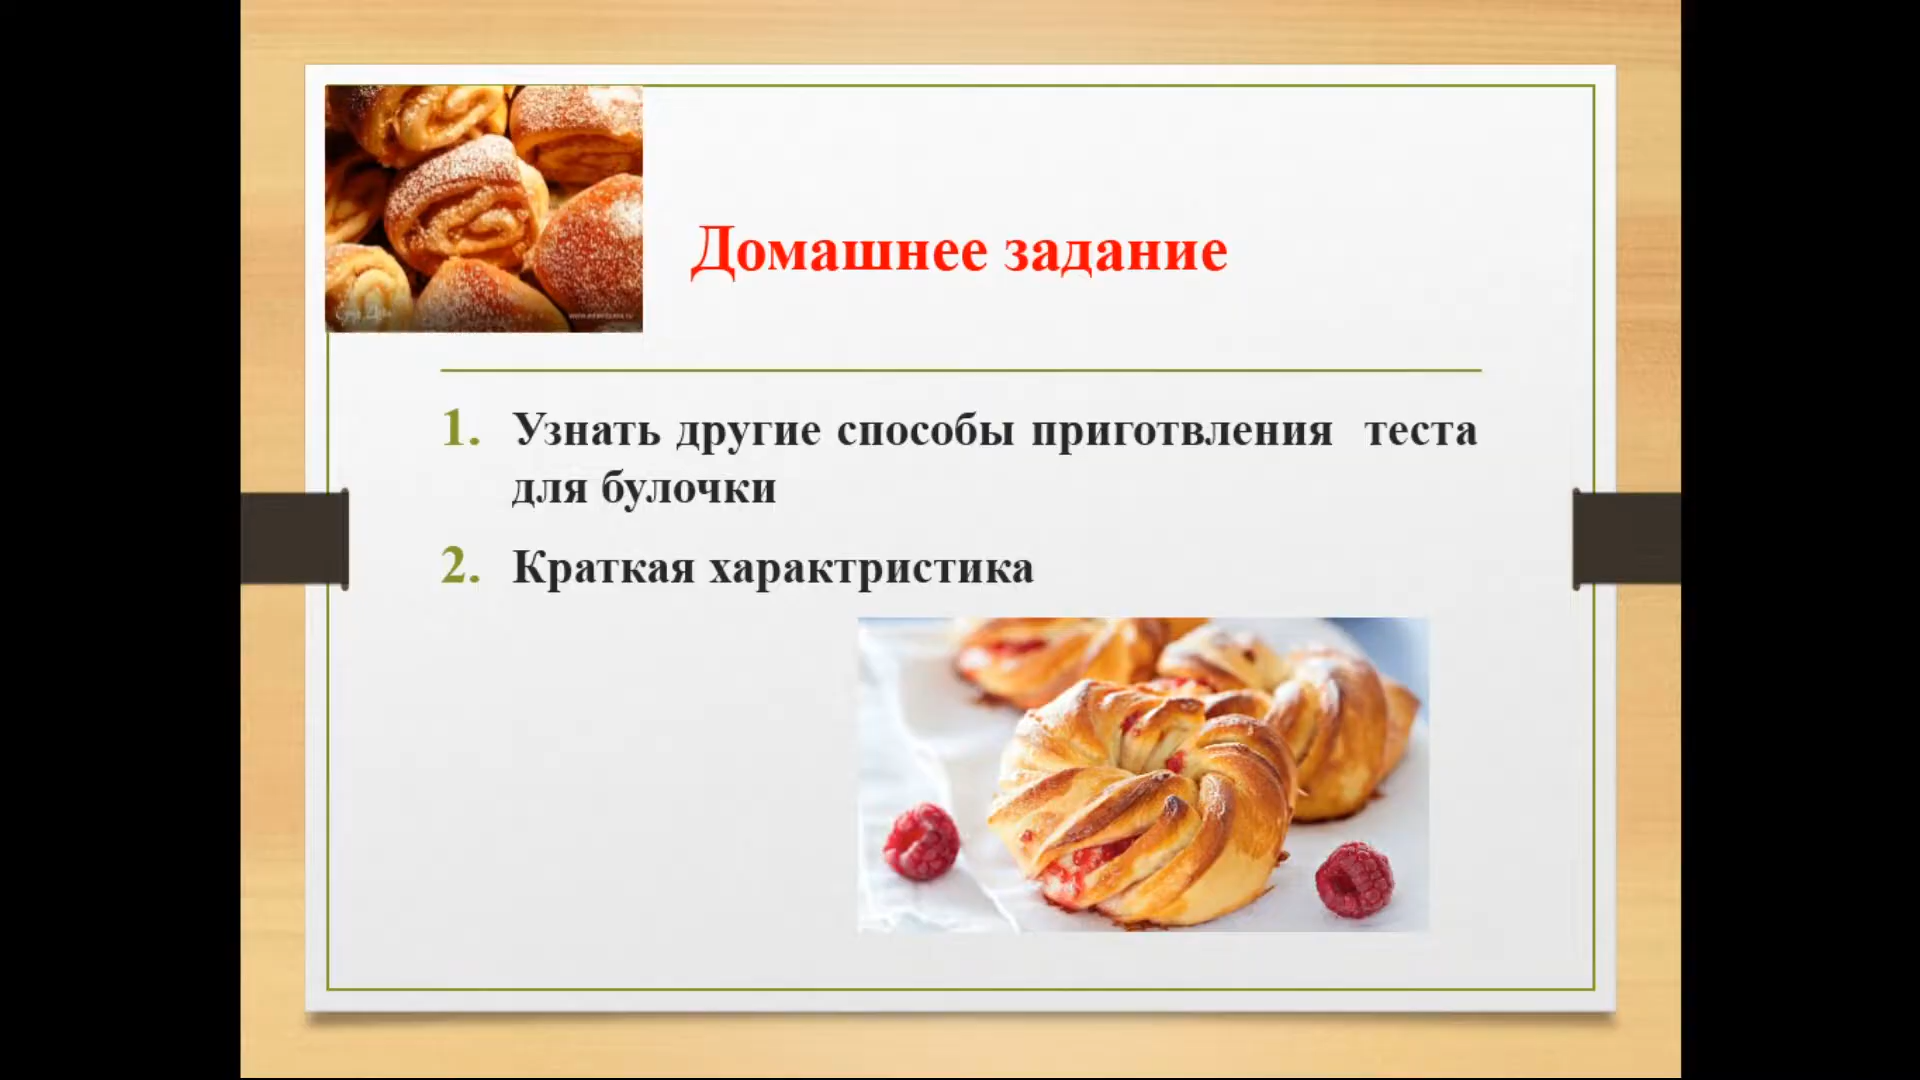 Домашнее задание
1. Узнать другие способы приготвления теста
для булочки
2. Краткая характристика